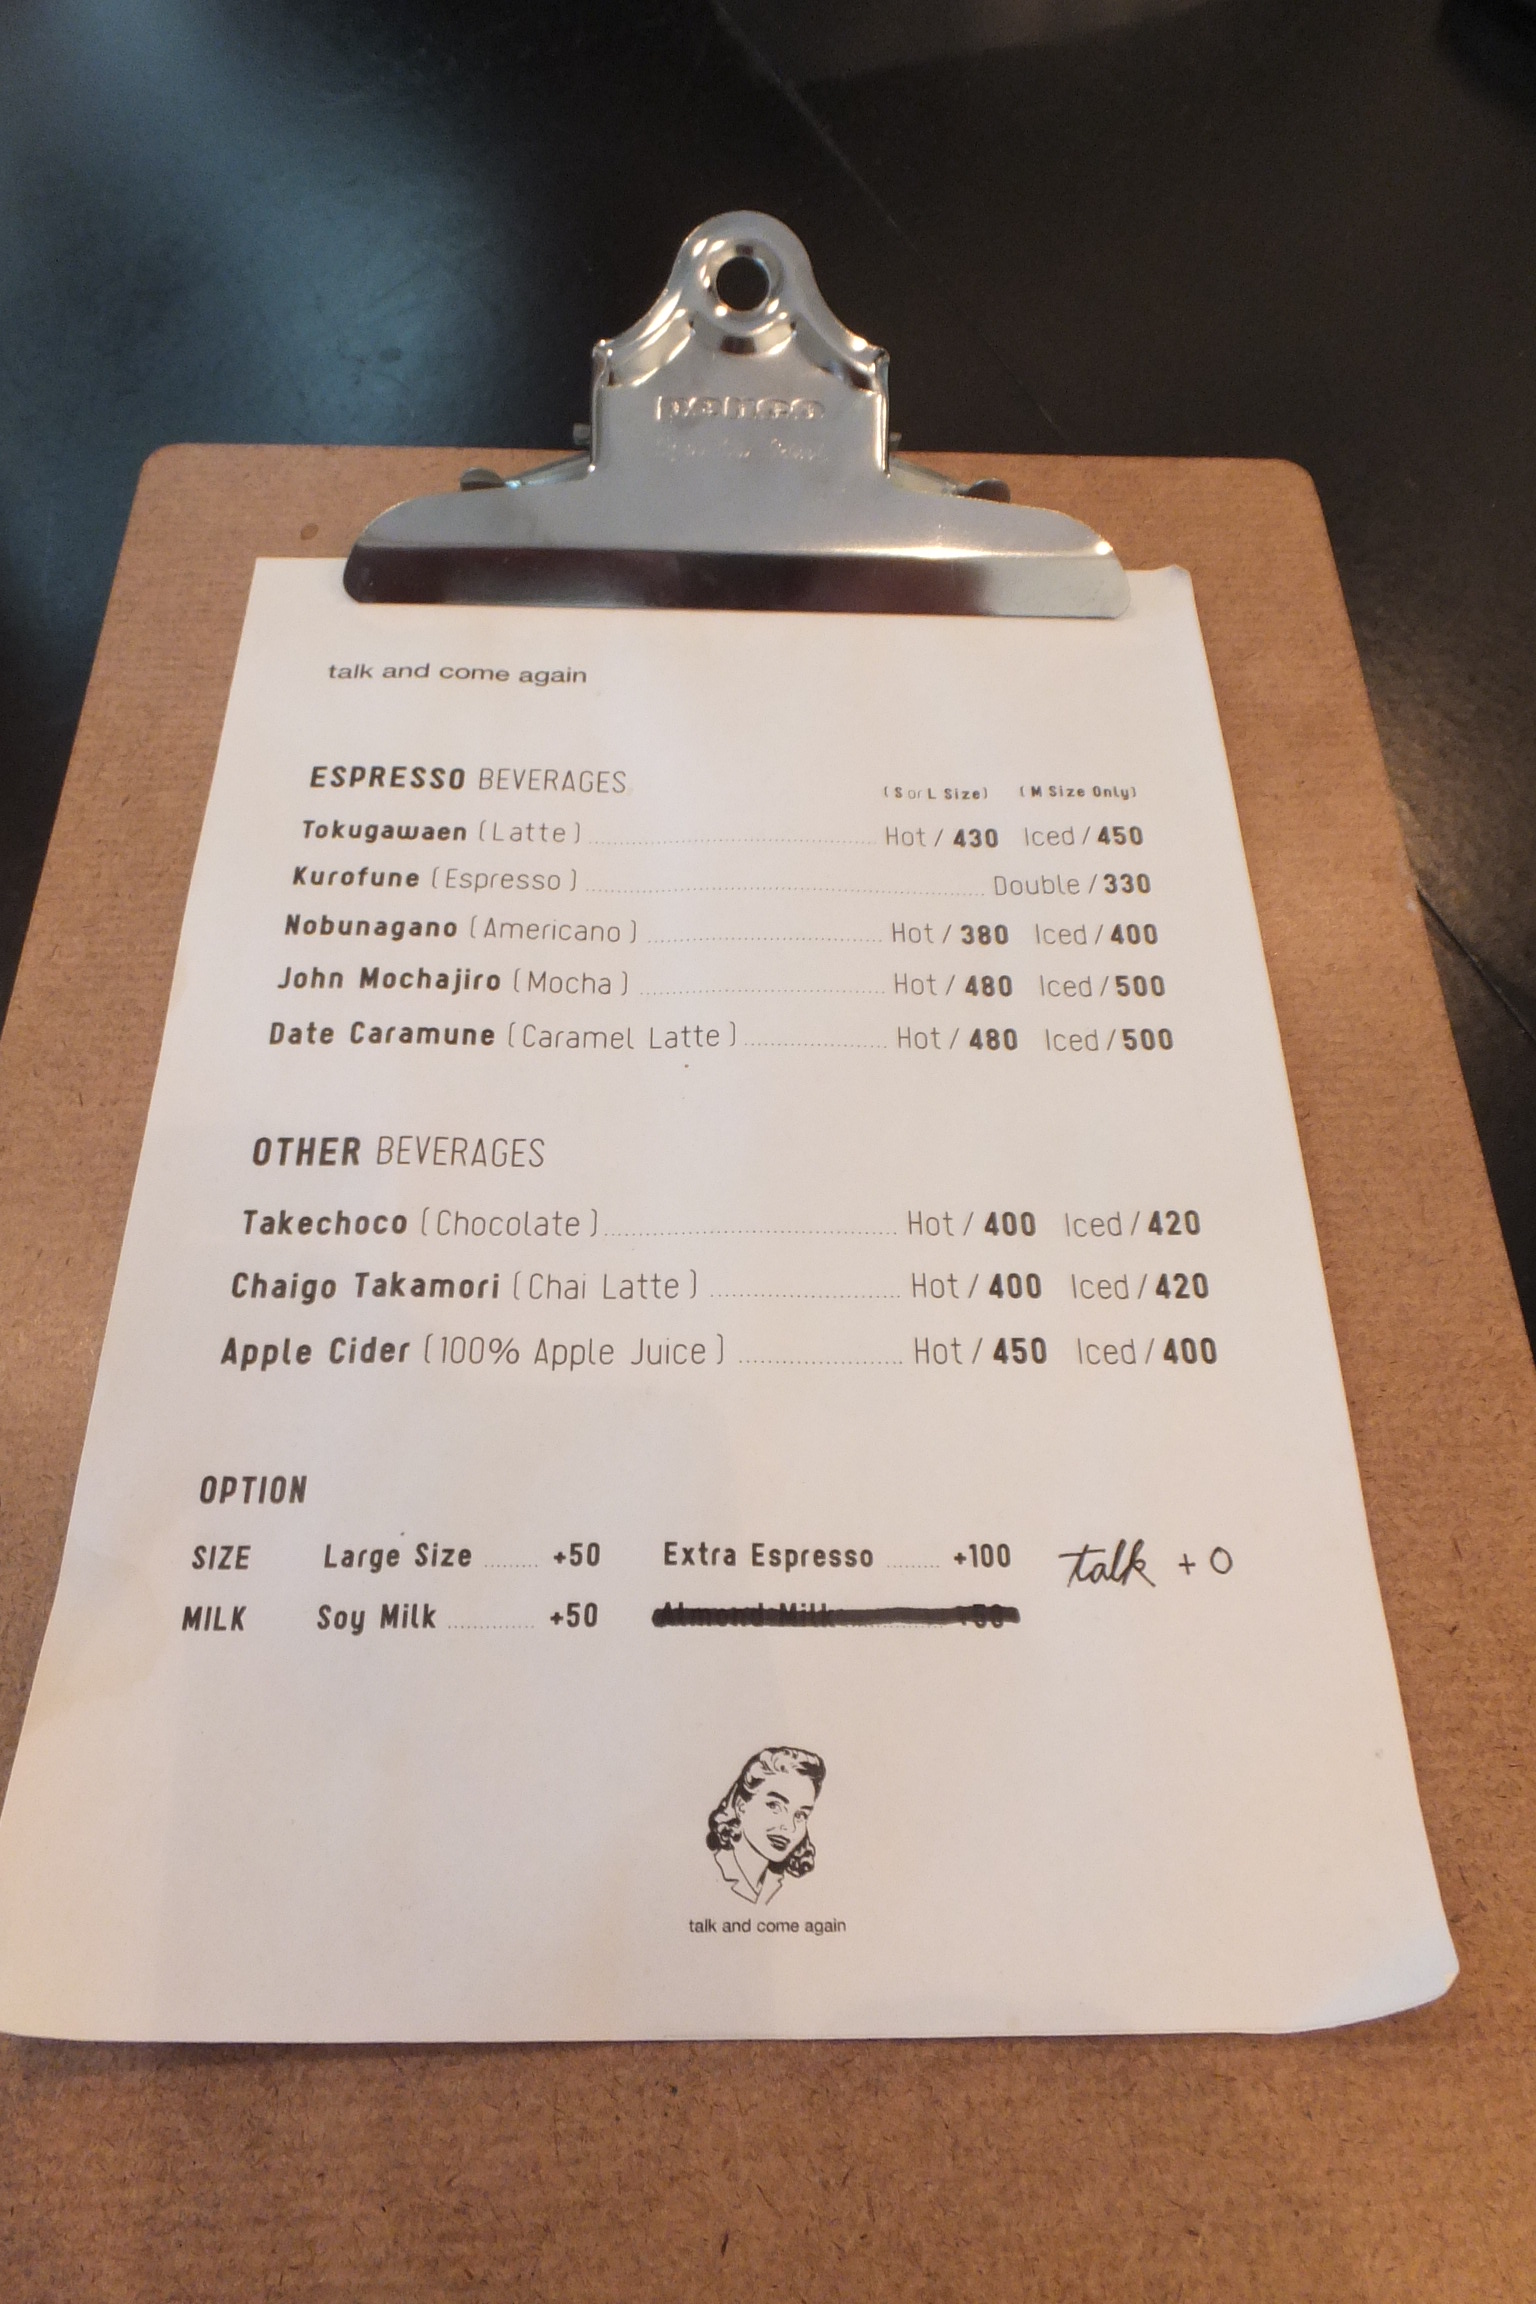 talk and come again
ESPRESSO BEVERAGES
(S or L Size) (M Size Only)
Tokugawaen (Latte) Hot / 430 Iced / 450
Kurofune (Espresso) Double / 330
Nobunagano (Americano) Hot / 380 Iced / 400
John Mochajiro (Mocha) Hot / 480 Iced / 500
Date Caramune (Caramel Latte) Hot / 480 Iced / 500
OTHER BEVERAGES
Takechoco (Chocolate) Hot / 400 Iced / 420
Chaigo Takamori (Chai Latte) Hot / 400 Iced / 420
Apple Cider (100% Apple Juice) Hot / 450 Iced / 400
OPTION
SIZE Large Size +50 Extra Espresso +100 talk + 0
MILK Soy Milk +50 Almond Milk +50
talk and come again